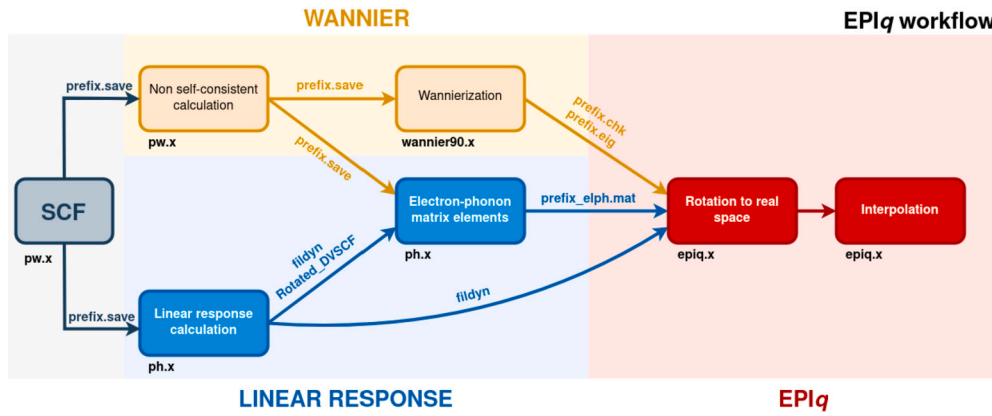 WANNIER
EPIq workflow
prefix.save
Non self-consistent
calculation
pw.x
prefix.save
Wannierization
wannier90.x
prefix.chk
prefix.eig
prefix.save
SCF
pw.x
Electron-phonon
matrix elements
ph.x
prefix_elph.mat
Rotation to real
space
epiq.x
Interpolation
epiq.x
fildyn
Rotated_DVSCF
fildyn
prefix.save
Linear response
calculation
ph.x
LINEAR RESPONSE
EPIq